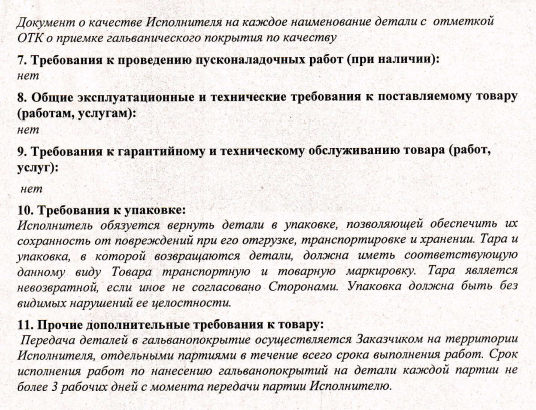 Документ о качестве Исполнителя на каждое наименование детали с отметкой
ОТК о приемке гальванического покрытия по качеству
7. Требования к проведению пусконаладочных работ (при наличии):
нет
8. Общие эксплуатационные и технические требования к поставляемому товару
(работам, услугам):
нет
9. Требования к гарантийному и техническому обслуживанию товара (работ,
услуг):
нет
10. Требования к упаковке:
Исполнитель обязуется вернуть детали в упаковке, позволяющей обеспечить их
сохранность от повреждений при его отгрузке, транспортировке и хранении. Тара и
упаковка, в которой возвращаются детали, должна иметь соответствующую
данному виду Товара транспортную и товарную маркировку. Тара является
невозвратной, если иное не согласовано Сторонами. Упаковка должна быть без
видимых нарушений ее целостности.
11. Прочие дополнительные требования к товару:
Передача деталей в гальванопокрытие осуществляется Заказчиком на территории
Исполнителя, отдельными партиями в течение всего срока выполнения работ. Срок
исполнения работ по нанесению гальванопокрытий на детали каждой партии не
более 3 рабочих дней с момента передачи партии Исполнителю.